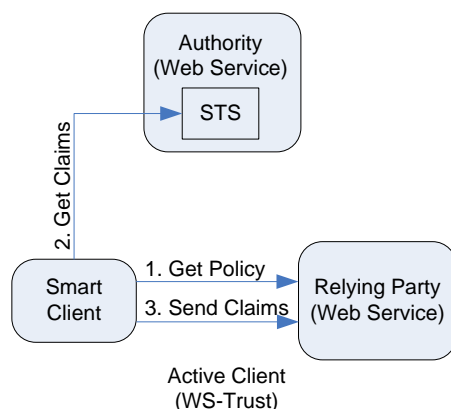 Authority
(Web Service)
STS
2. Get Claims
1. Get Policy
Smart
Client
3. Send Claims
Relying Party
(Web Service)
Active Client
(WS-Trust)